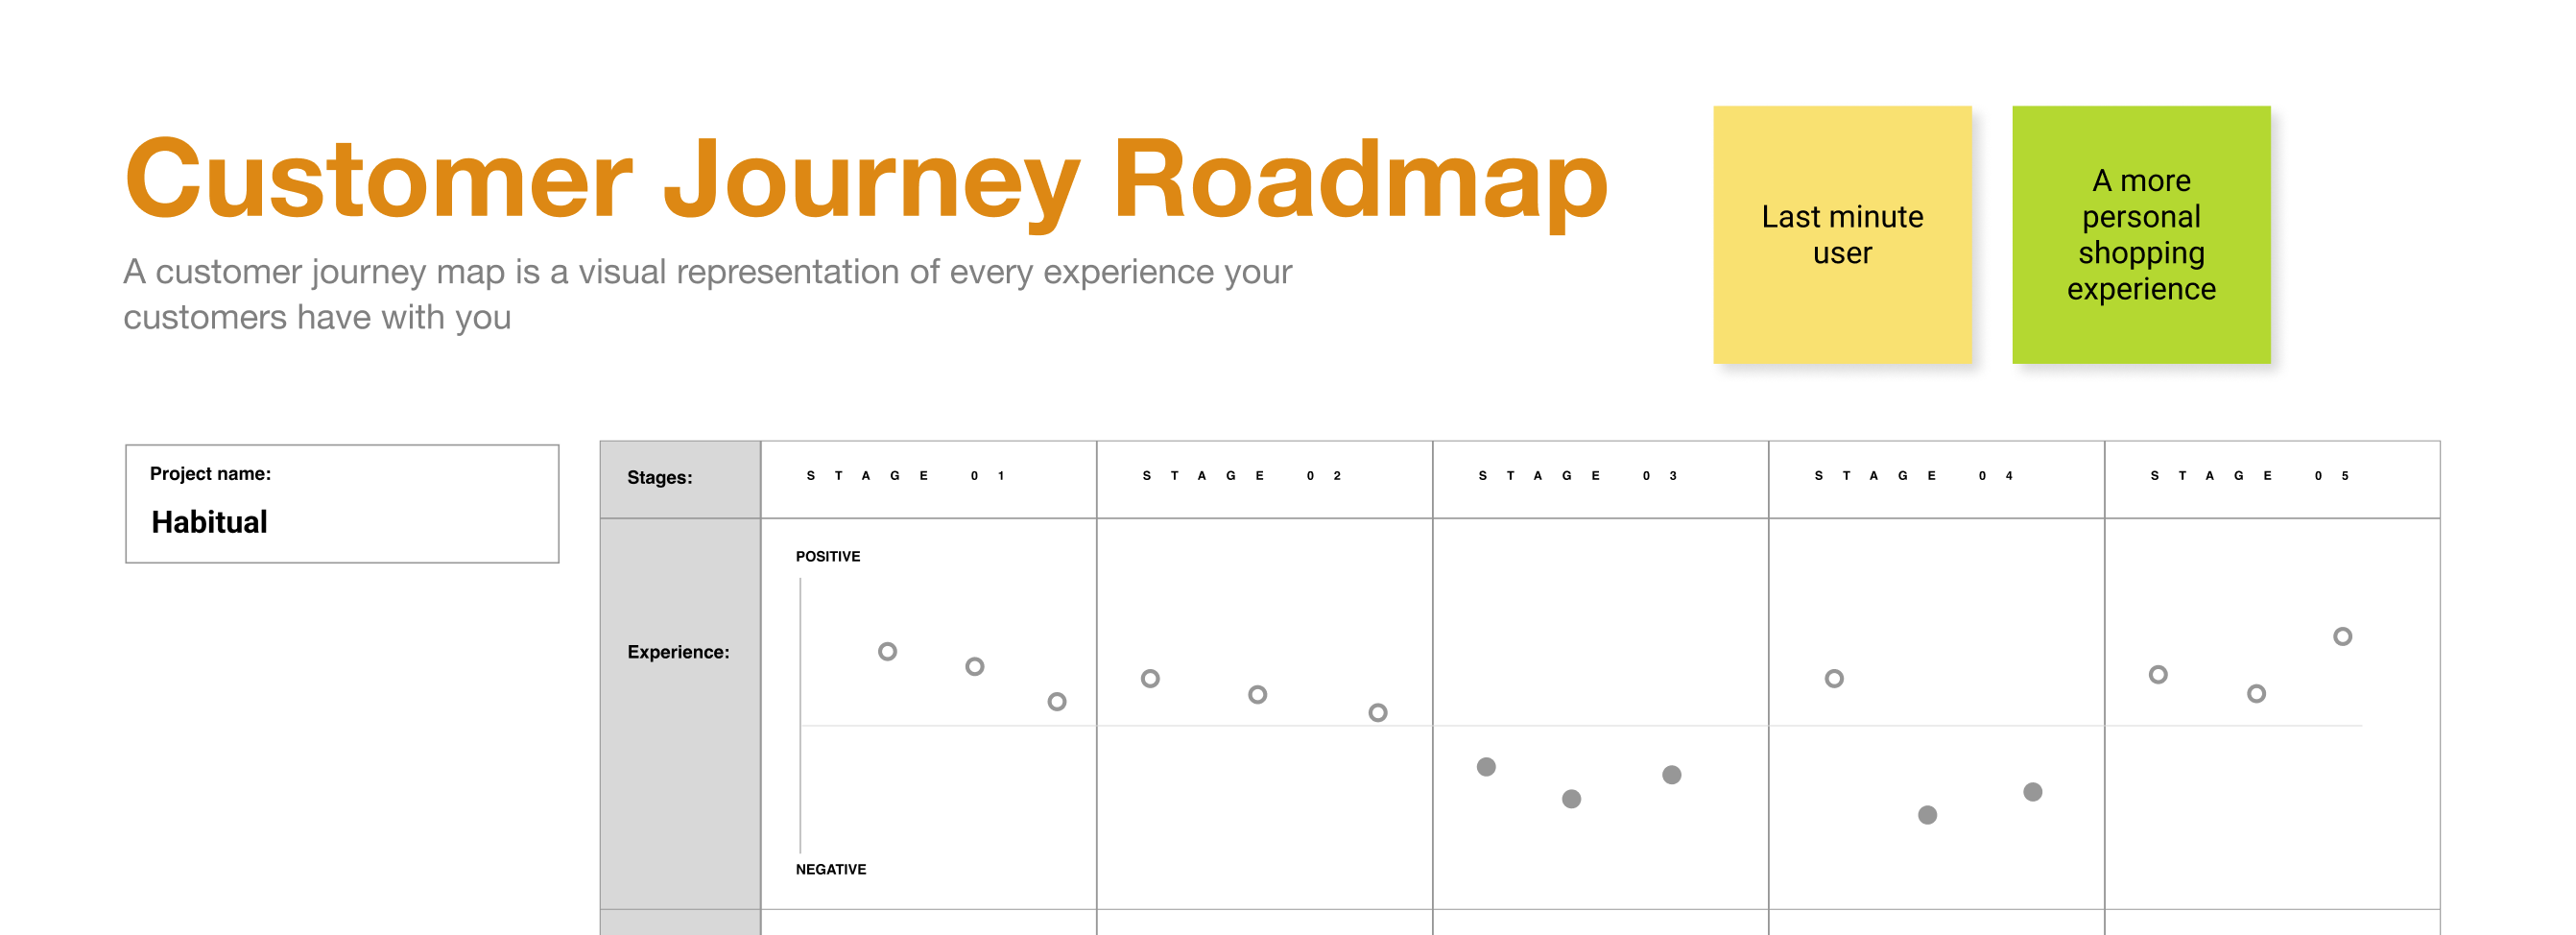 Customer Journey Roadmap
A customer journey map is a visual representation of every experience your
customers have with you
Last minute
user
A more
personal
shopping
experience
Project name:
Habitual
Stages:
STAGE 01
STAGE 02
STAGE 03
STAGE 04
STAGE 05
Experience:
POSITIVE
NEGATIVE